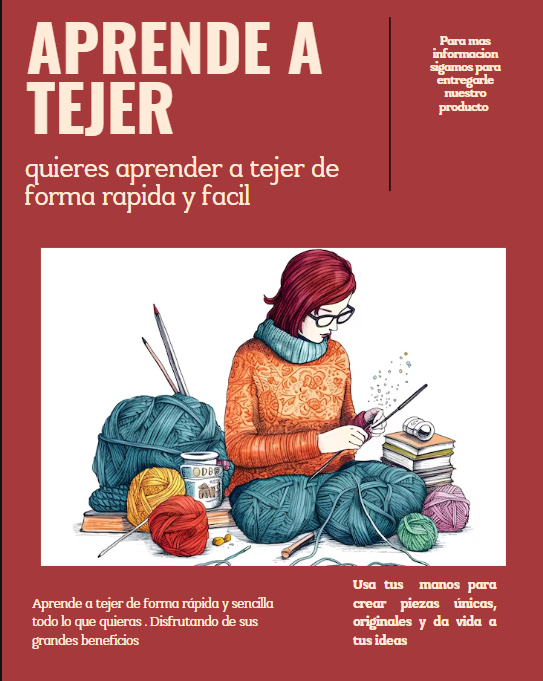 APRENDE A
TEJER
quieres aprender a tejer de
forma rapida y facil
Para mas
informacion
sigamos para
entregarle
nuestro
producto
Aprende a tejer de forma rápida y sencilla
todo lo que quieras . Disfrutando de sus
grandes beneficios
Usa tus manos para
crear piezas únicas,
originales y da vida a
tus ideas